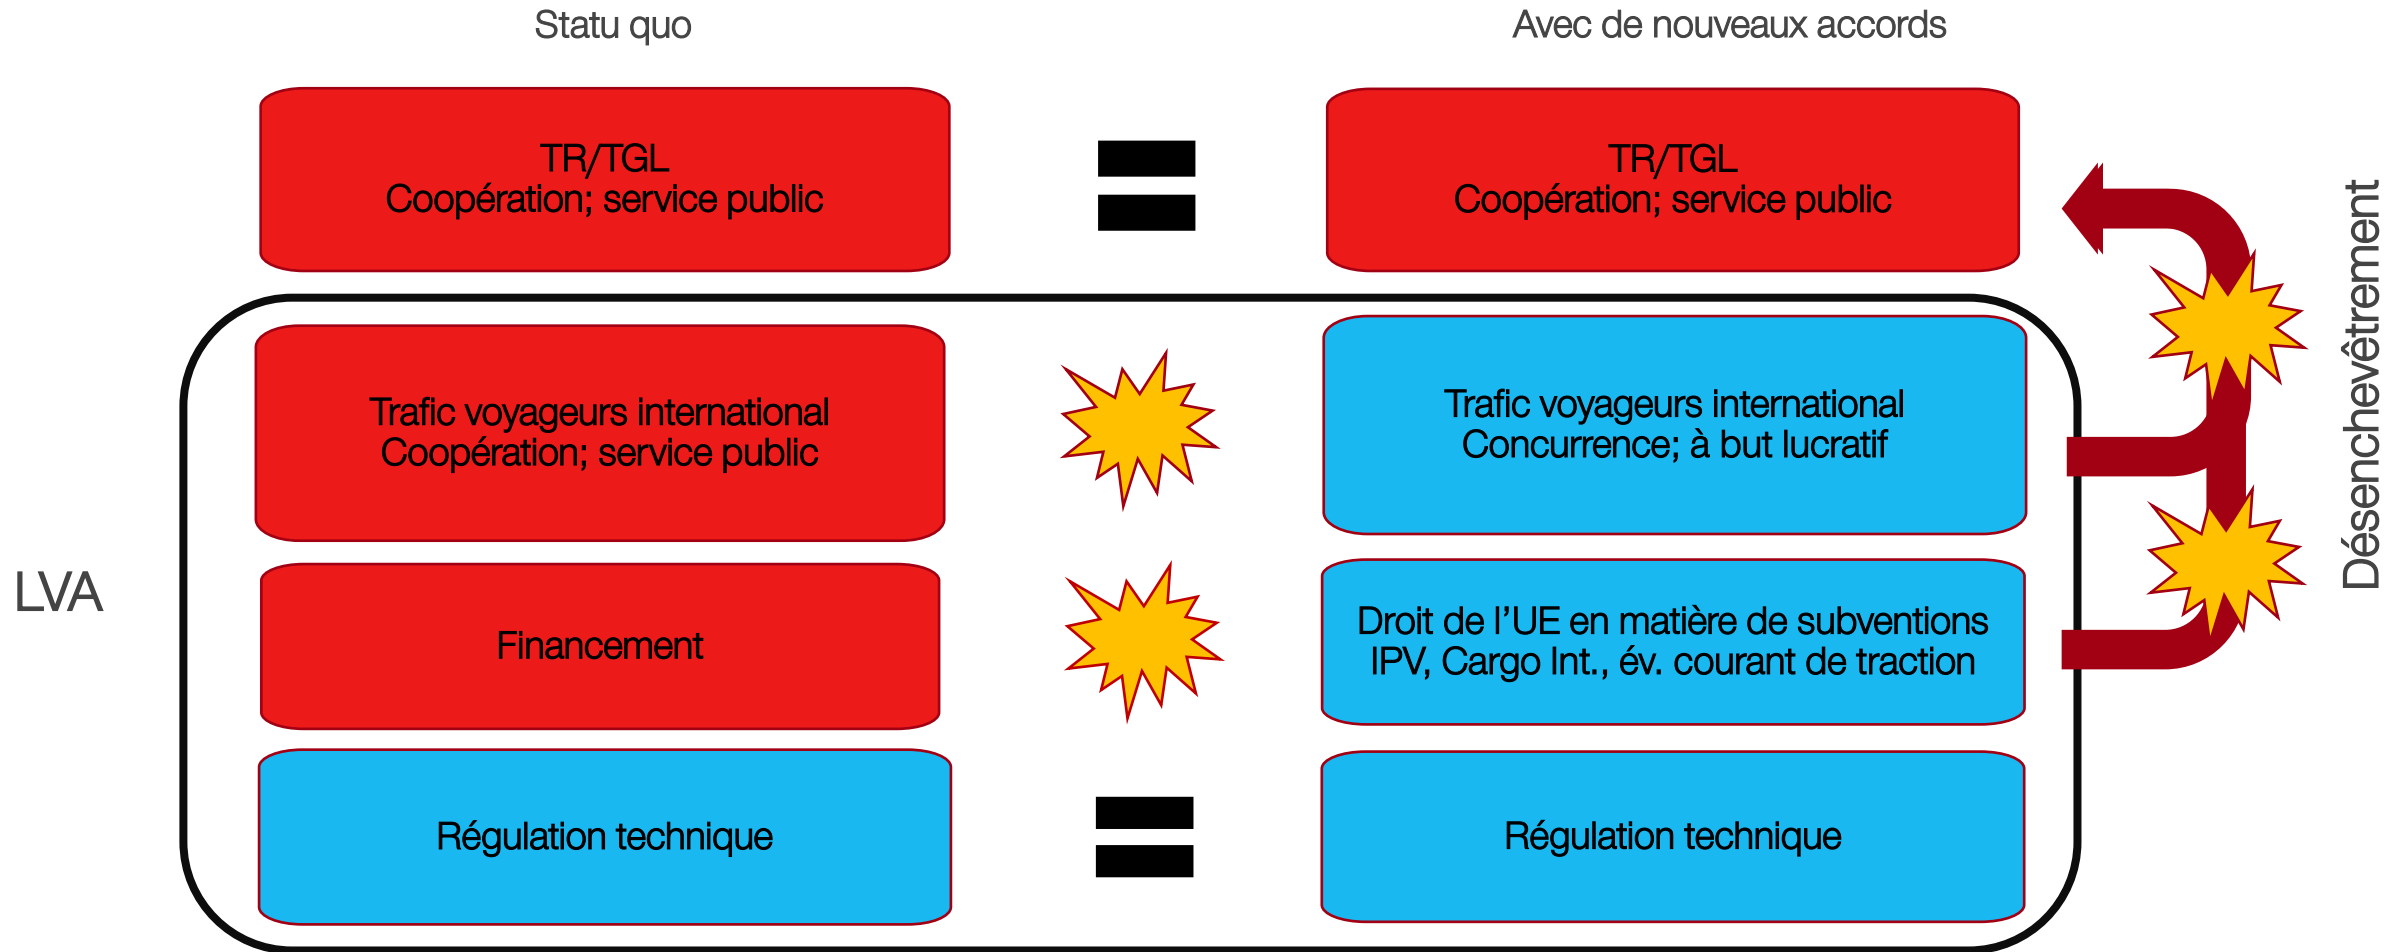 Statu quo
Avec de nouveaux accords
TR/TGL
Coopération; service public
TR/TGL
Coopération; service public
Trafic voyageurs international
Coopération; service public
Trafic voyageurs international
Concurrence; à but lucratif
LVA
Financement
Droit de l’UE en matière de subventions
IPV, Cargo Int., év. courant de traction
Régulation technique
Régulation technique
Désenchevêtrement